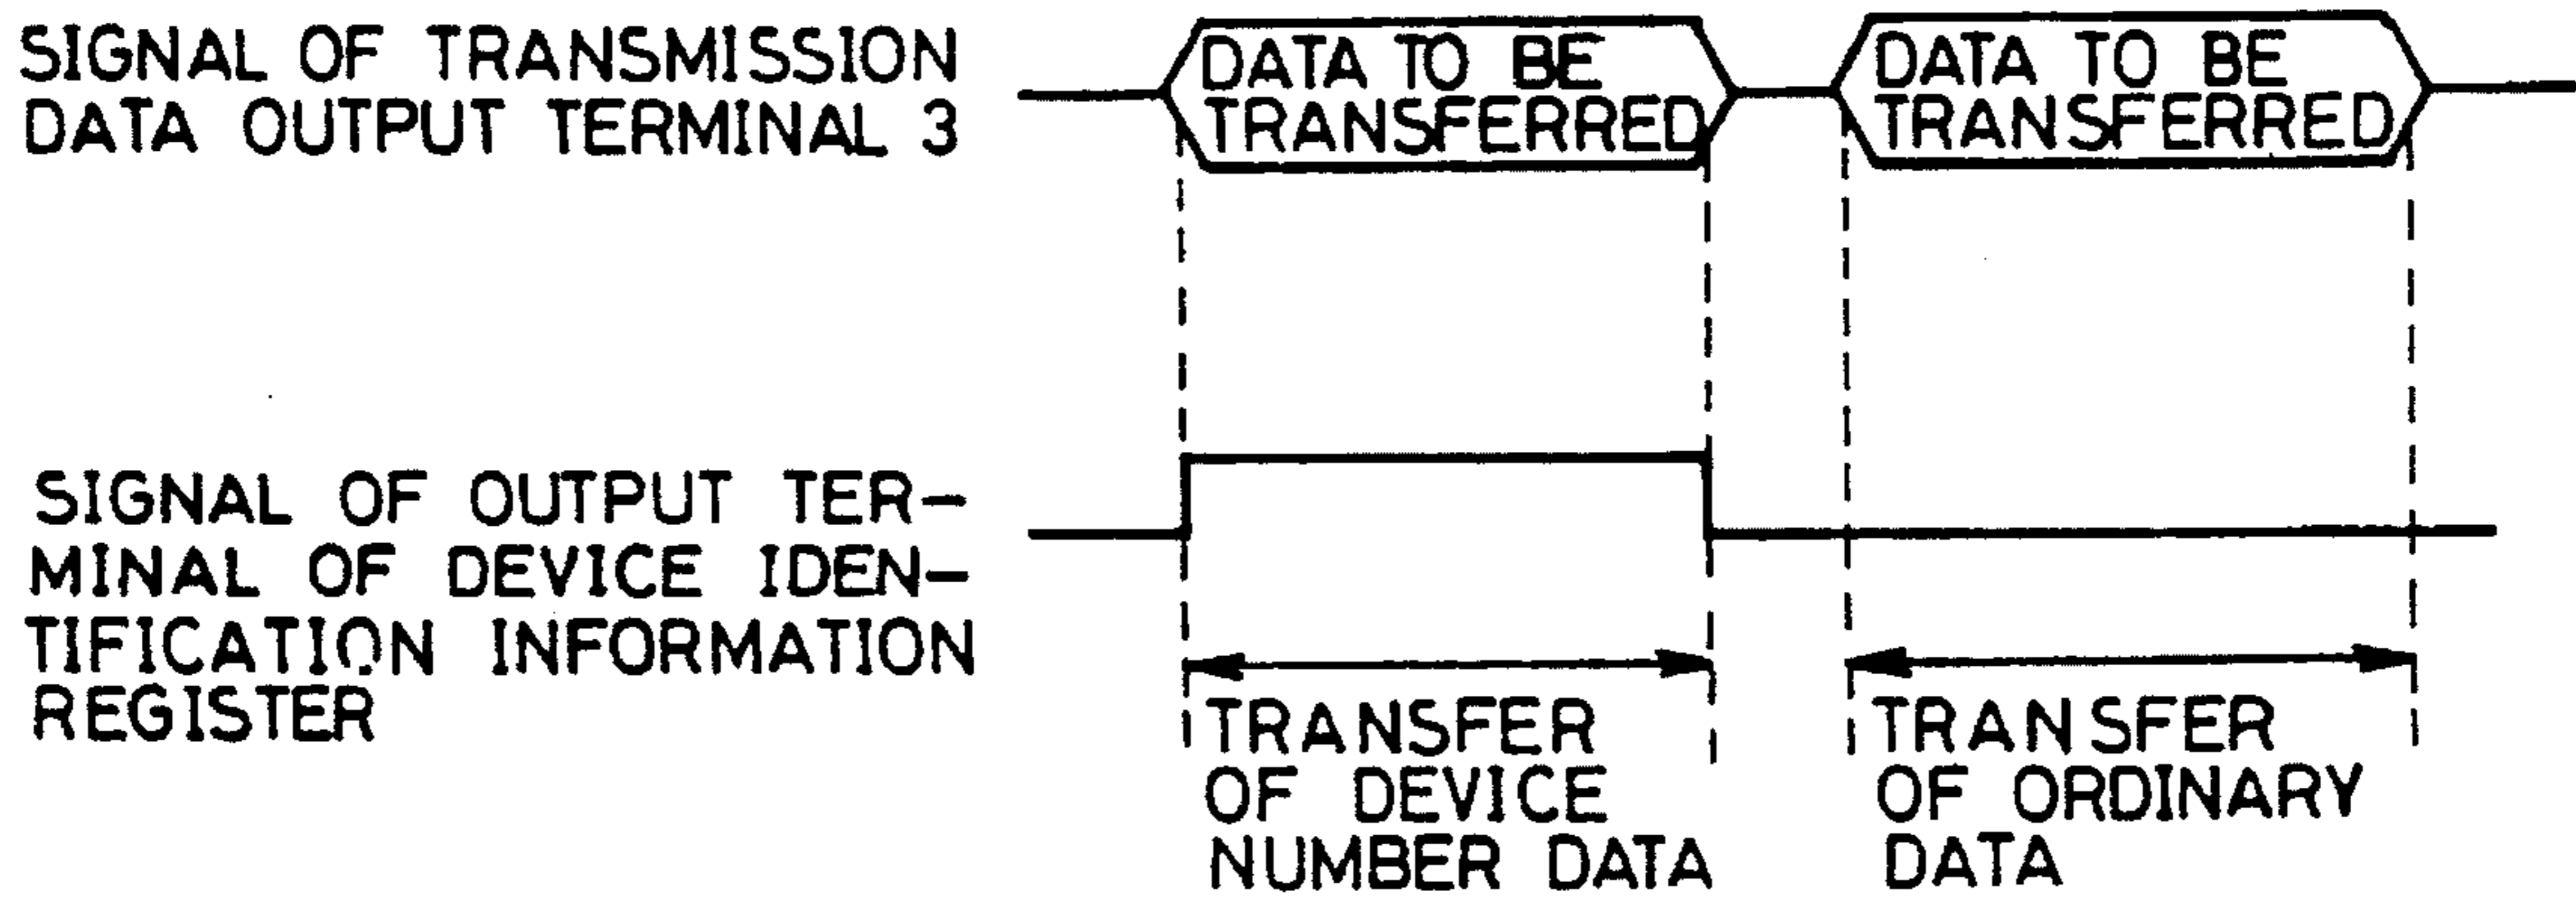 SIGNAL OF TRANSMISSION
DATA OUTPUT TERMINAL 3
DATA TO BE
TRANSFERRED
DATA TO BE
TRANSFERRED
SIGNAL OF OUTPUT TER-
MINAL OF DEVICE IDEN-
TIFICATION INFORMATION
REGISTER
TRANSFER
OF DEVICE
NUMBER DATA
TRANSFER
OF ORDINARY
DATA